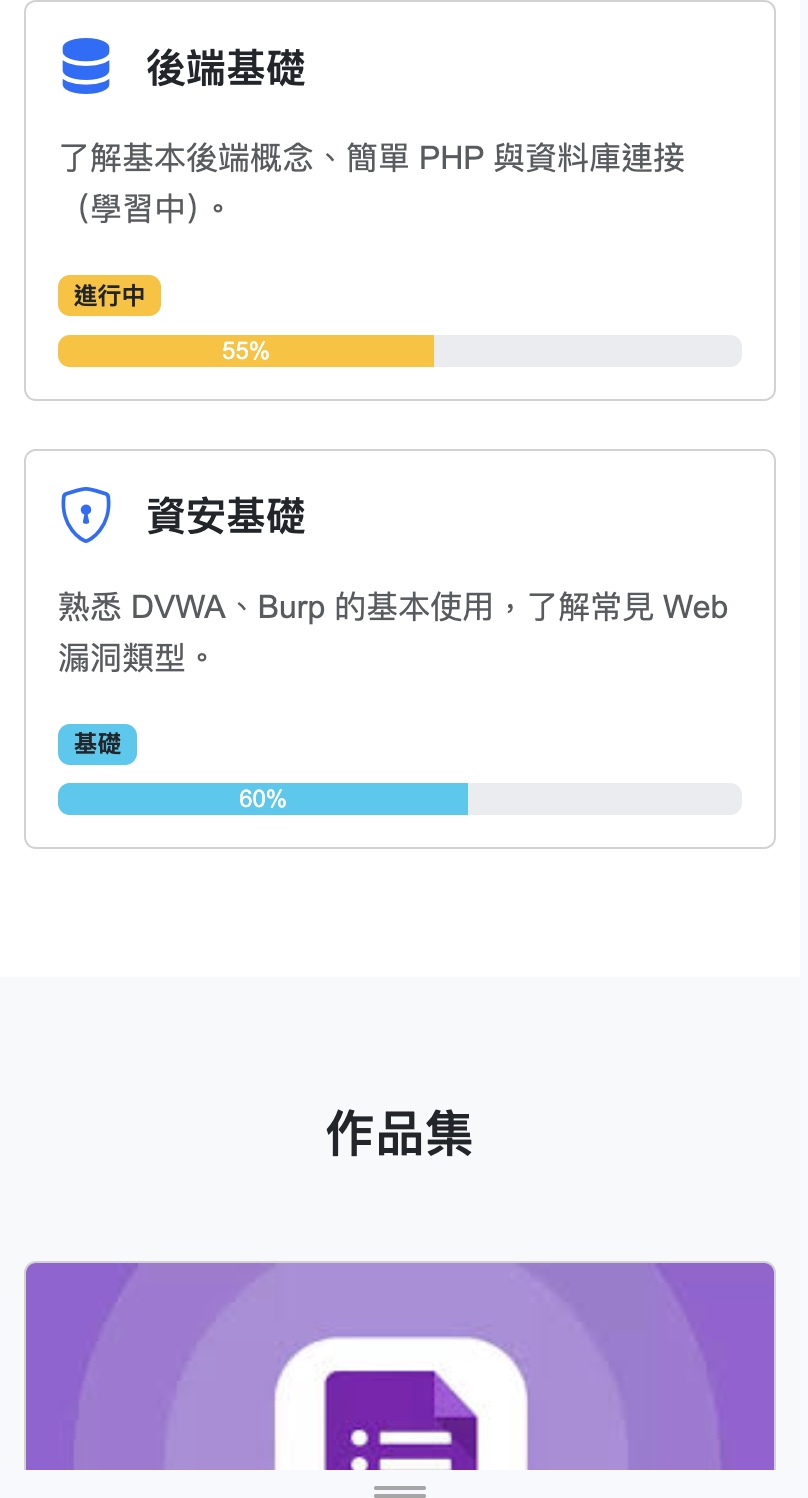 後端基礎
了解基本後端概念、簡單 PHP 與資料庫連接
（學習中）。
進行中
55%
資安基礎
熟悉 DVWA、Burp 的基本使用，了解常見 Web
漏洞類型。
基礎
60%
作品集